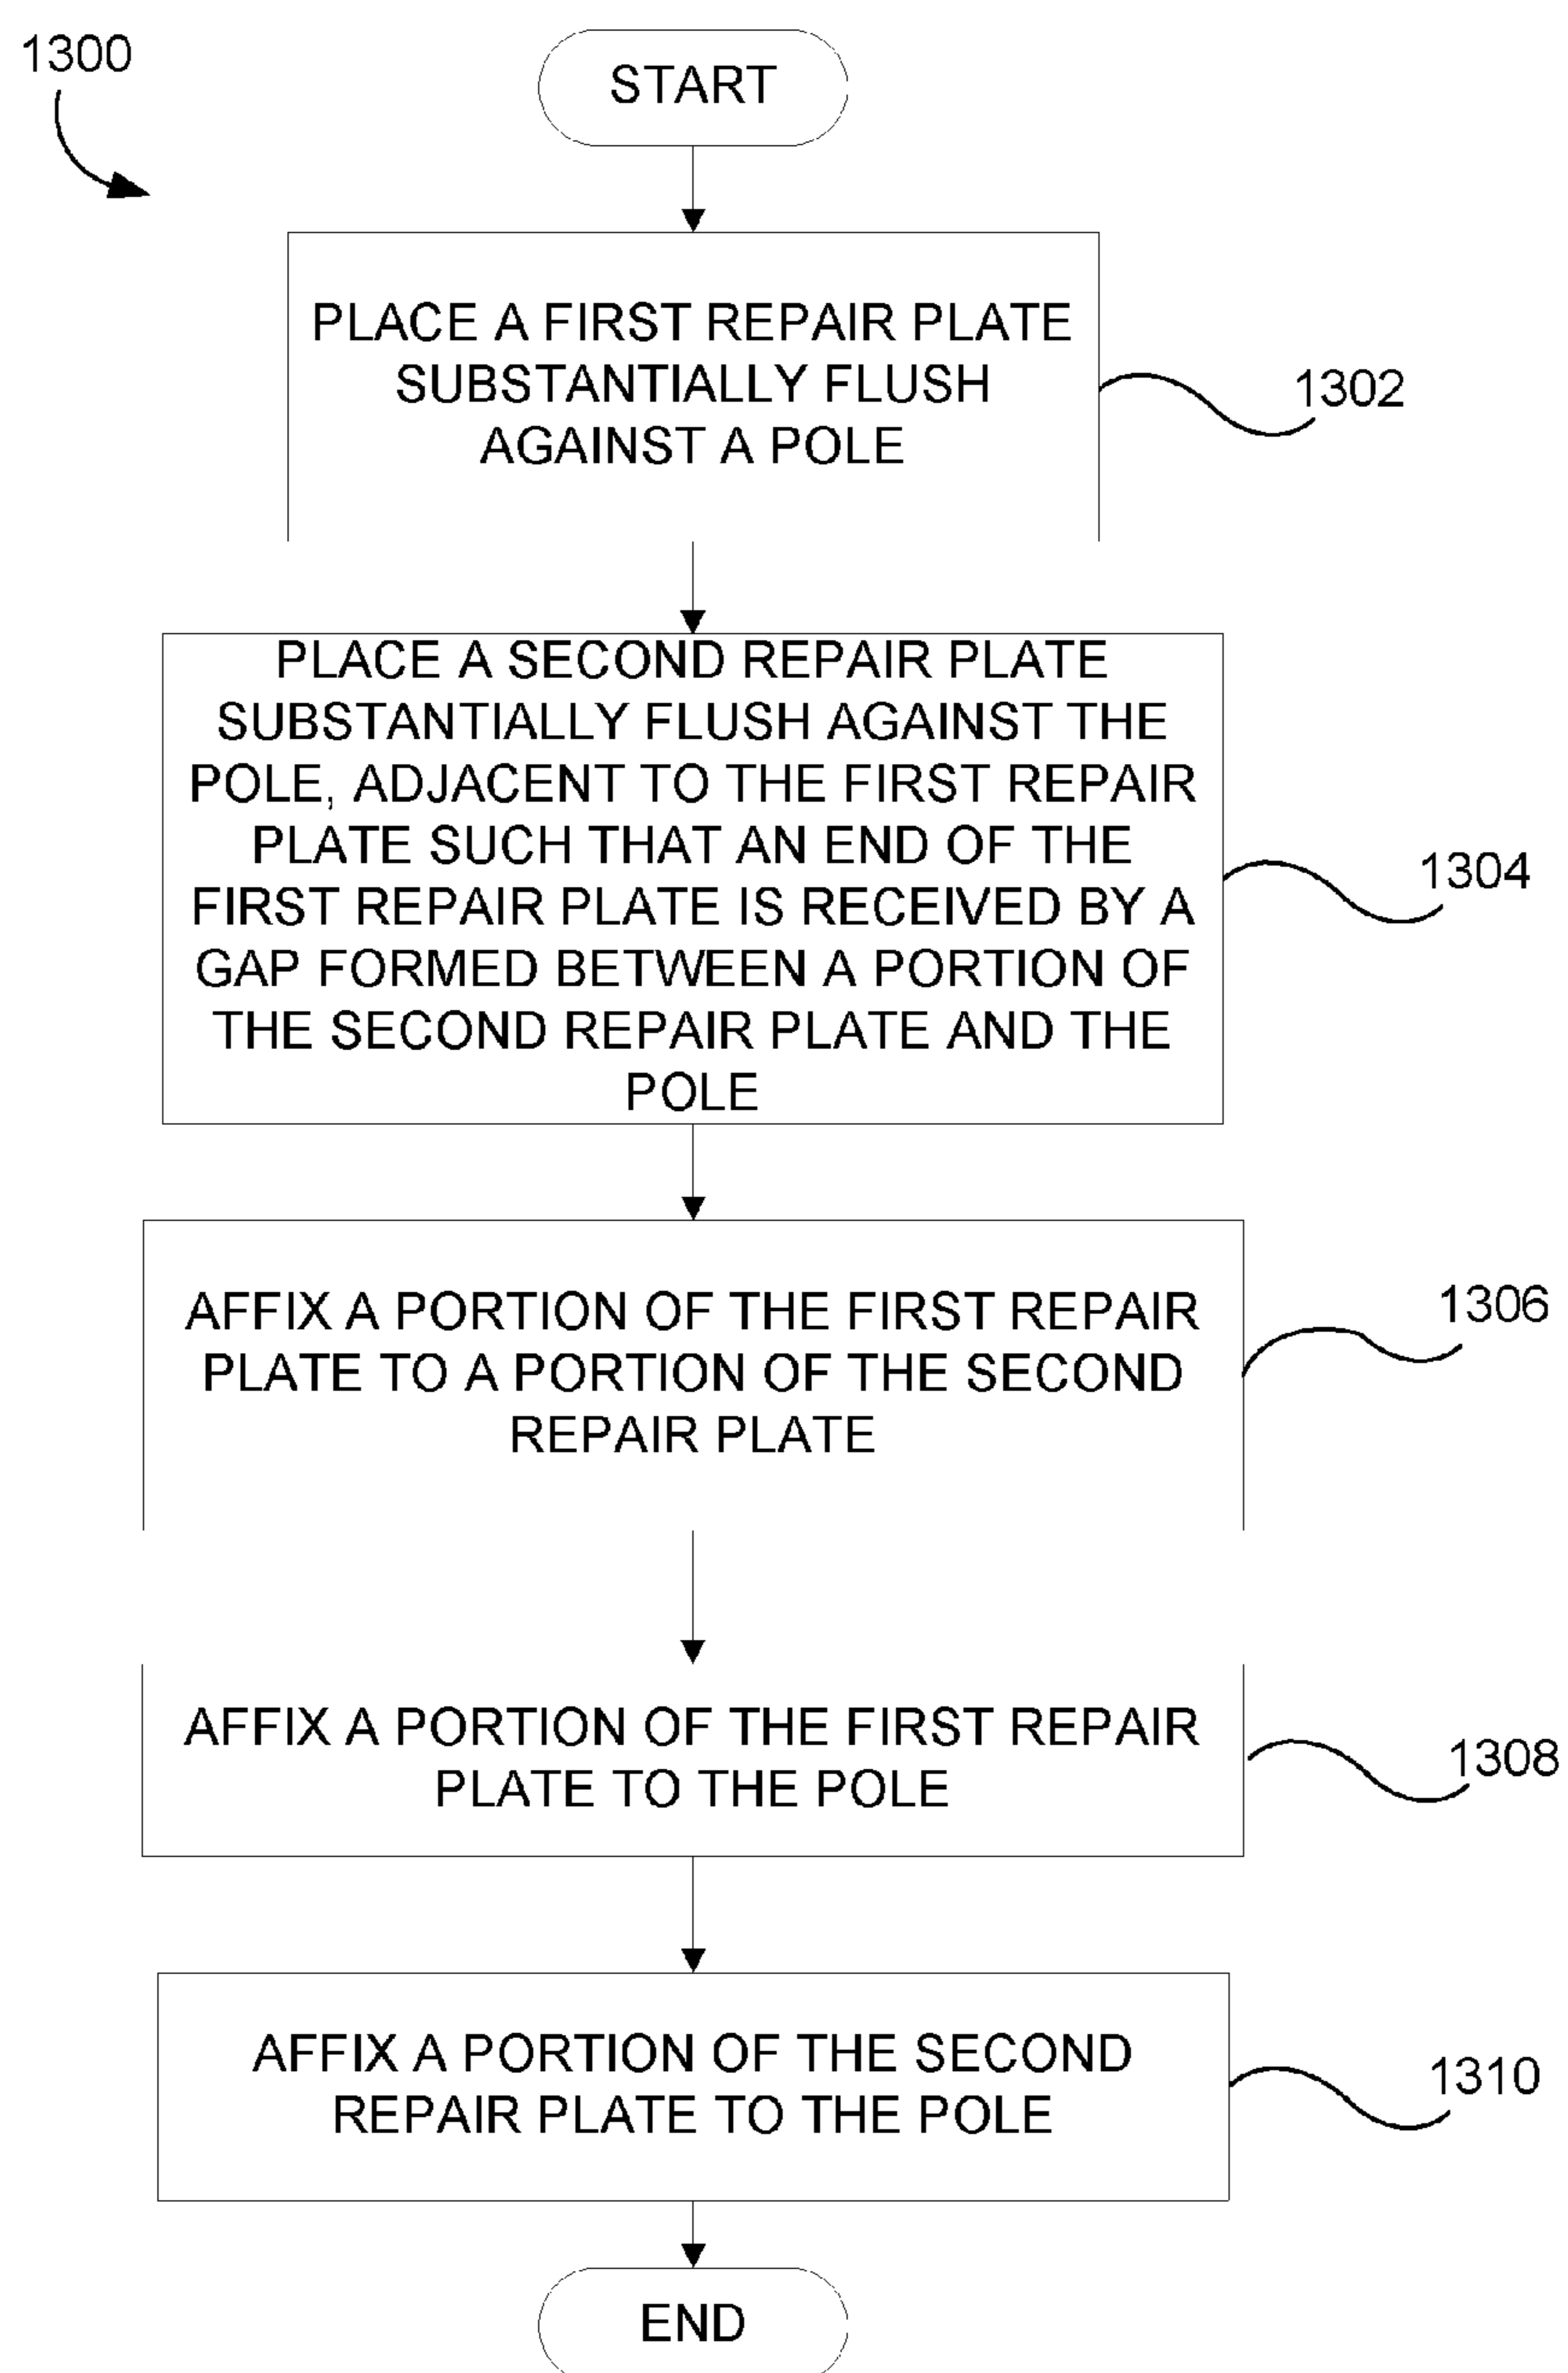 1300
START
PLACE A FIRST REPAIR PLATE
SUBSTANTIALLY FLUSH
AGAINST A POLE
1302
PLACE A SECOND REPAIR PLATE
SUBSTANTIALLY FLUSH AGAINST THE
POLE, ADJACENT TO THE FIRST REPAIR
PLATE SUCH THAT AN END OF THE
FIRST REPAIR PLATE IS RECEIVED BY A
GAP FORMED BETWEEN A PORTION OF
THE SECOND REPAIR PLATE AND THE
POLE
1304
AFFIX A PORTION OF THE FIRST REPAIR
PLATE TO A PORTION OF THE SECOND
REPAIR PLATE
1306
AFFIX A PORTION OF THE FIRST REPAIR
PLATE TO THE POLE
1308
AFFIX A PORTION OF THE SECOND
REPAIR PLATE TO THE POLE
1310
END